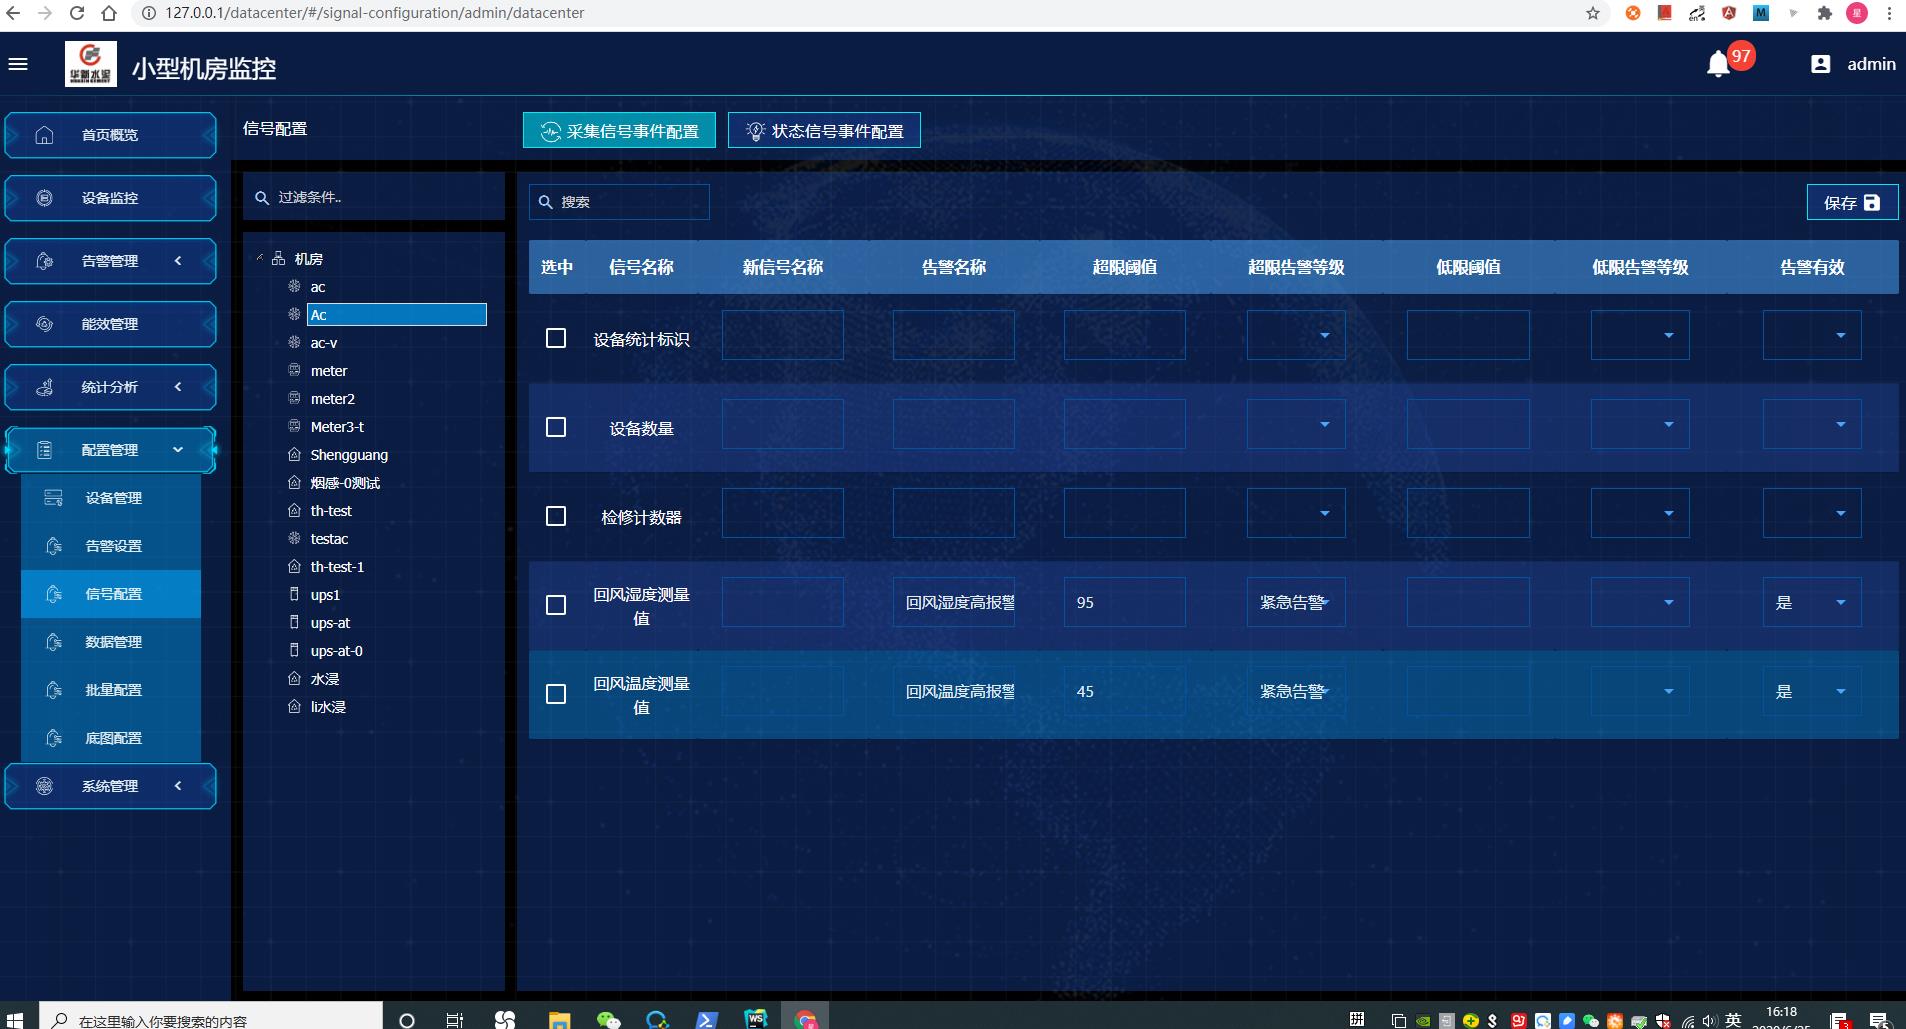 127.0.0.1/datacenter/#/signal-configuration/admin/datacenter
华新水泥
小型机房监控
97
admin
首页概览
设备监控
告警管理
能效管理
统计分析
配置管理
设备管理
告警设置
信号配置
数据管理
批量配置
底图配置
系统管理
信号配置
采集信号事件配置
状态信号事件配置
过滤条件..
机房
ac
Ac
ac-v
meter
meter2
Meter3-t
Shengguang
烟感-0测试
th-test
testac
th-test-1
ups1
ups-at
ups-at-0
水浸
li水浸
搜索
保存
选中 信号名称 新信号名称 告警名称 超限阈值 超限告警等级 低限阈值 低限告警等级 告警有效
设备统计标识
设备数量
检修计数器
回风湿度测量值 回风湿度高报警 95 紧急告警 是
回风温度测量值 回风温度高报警 45 紧急告警 是
在这里输入你要搜索的内容
英
16:18